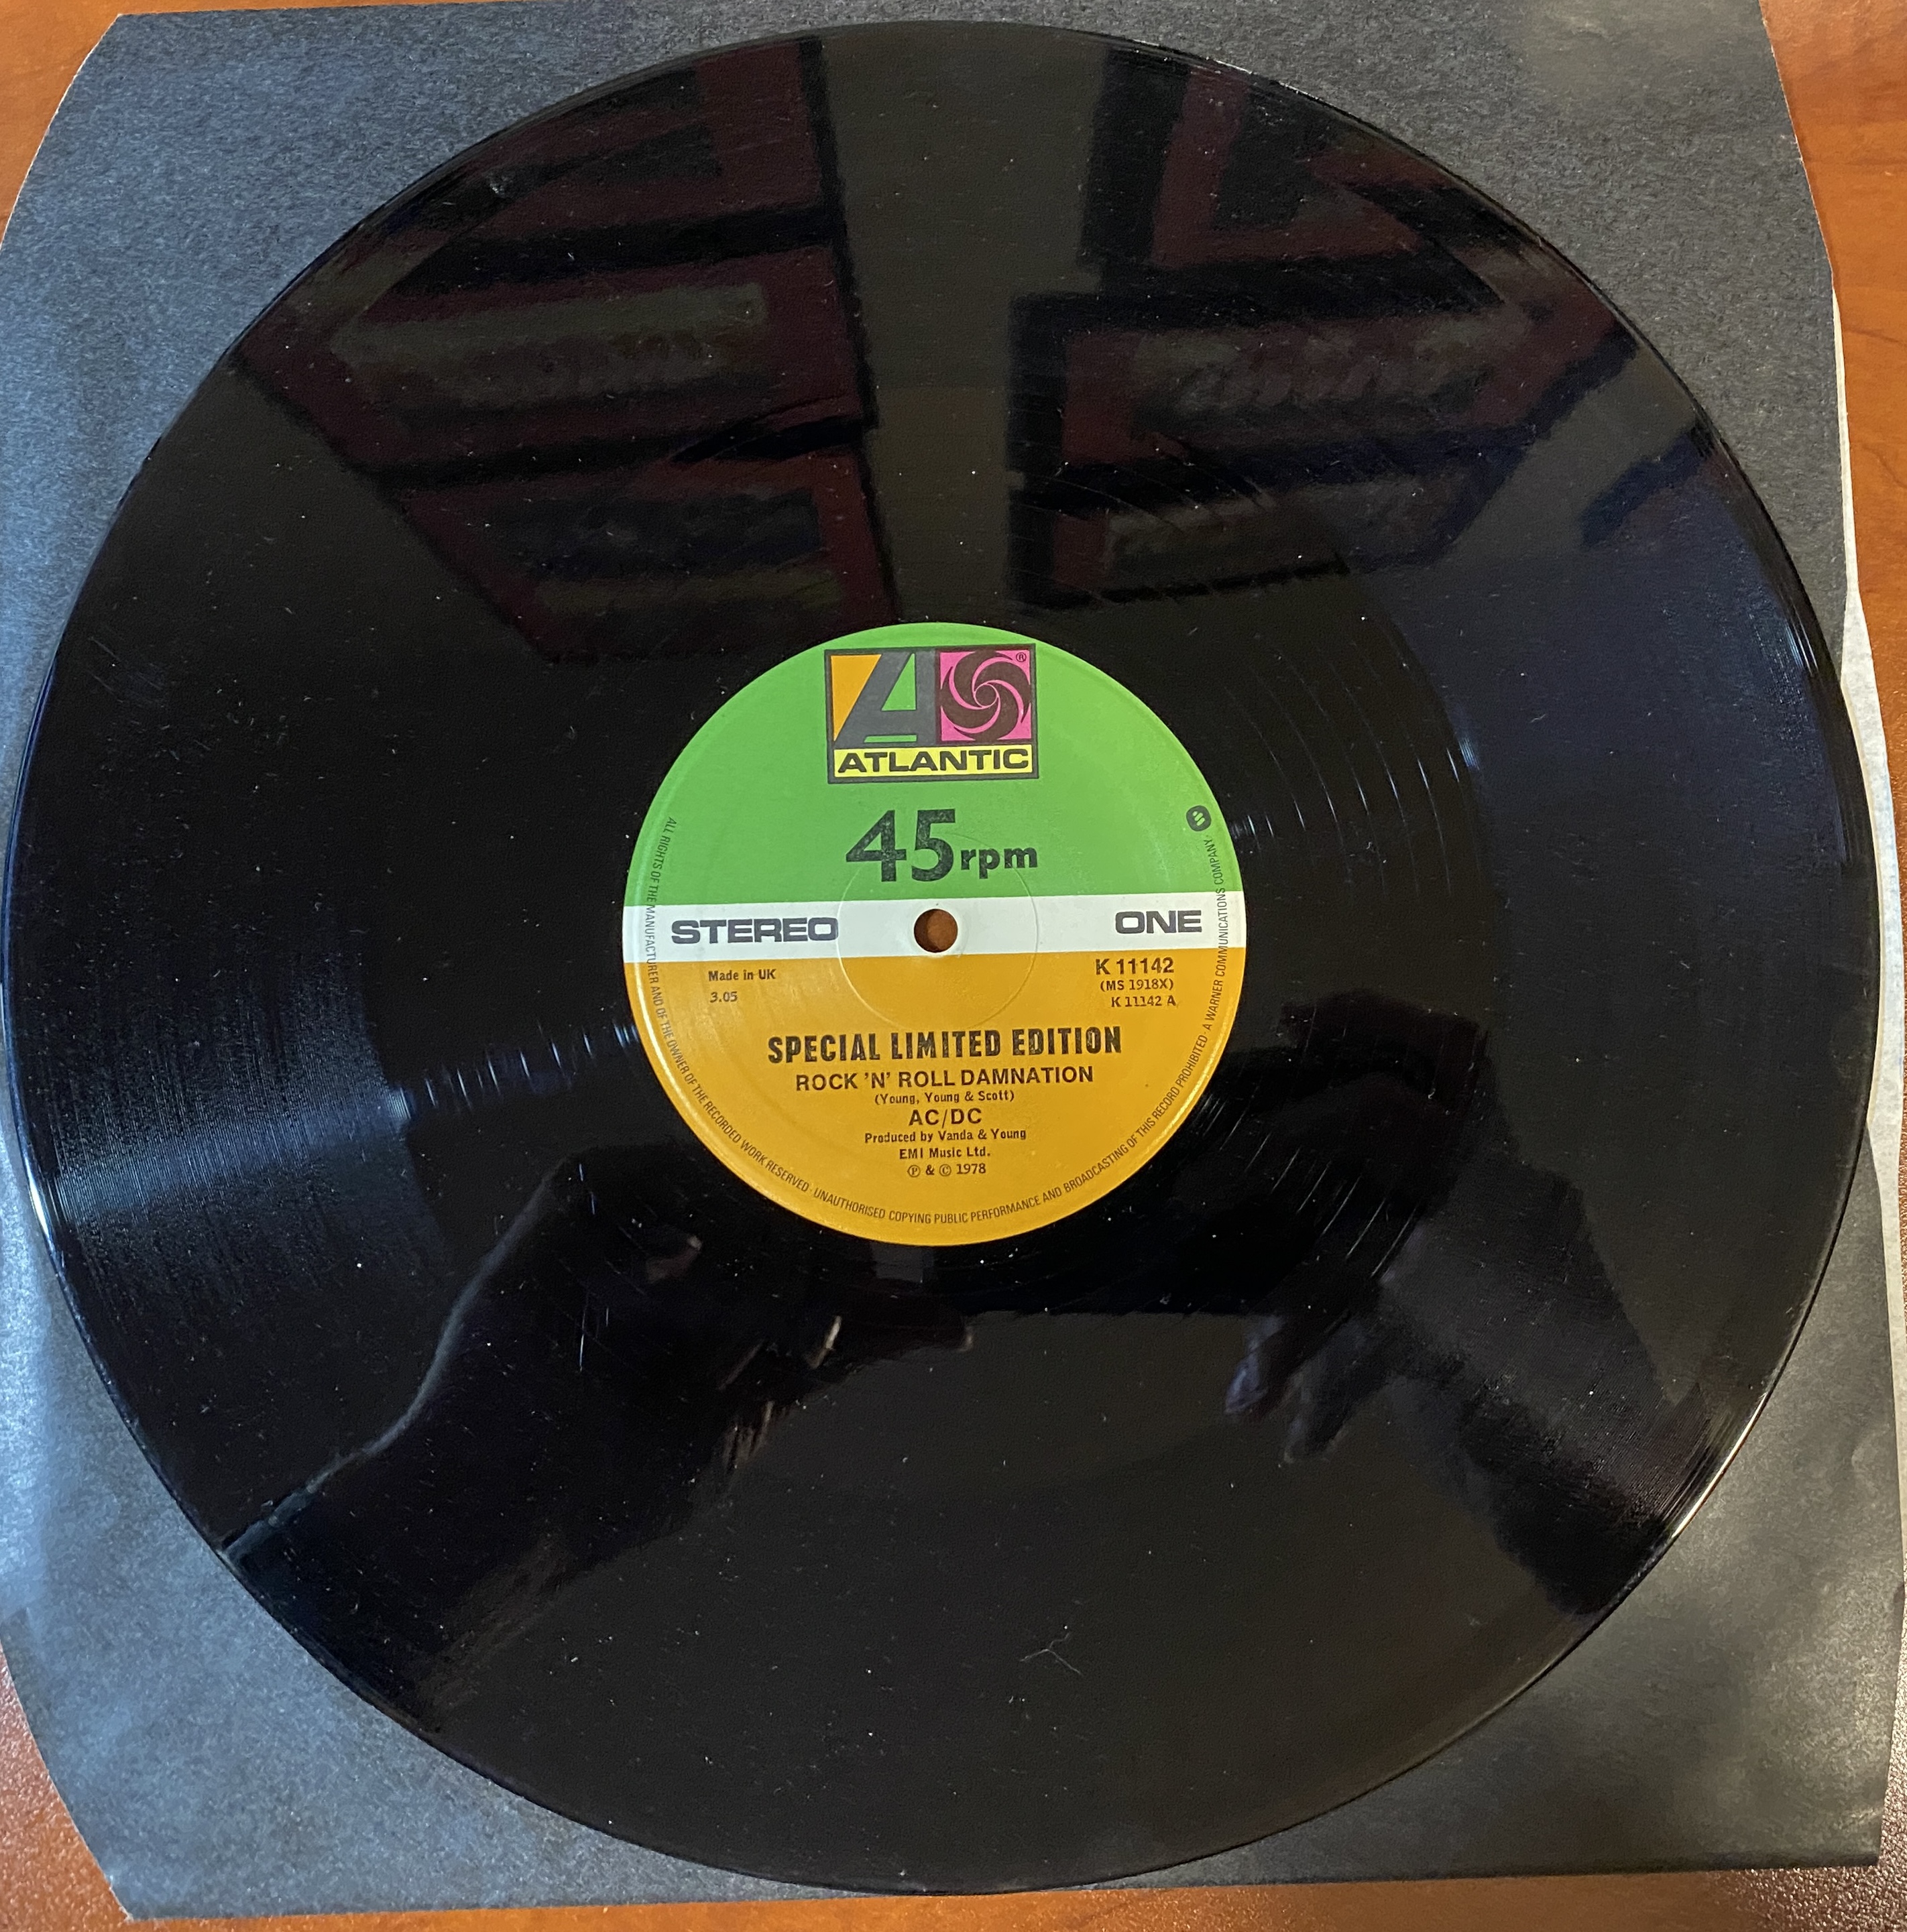 ®
ATLANTIC
45rpm
STEREO
ONE
Made in UK
3.05
K 11142
(MS 1918X)
K 11142 A
SPECIAL LIMITED EDITION
ROCK 'N' ROLL DAMNATION
(Young, Young & Scott)
AC/DC
Produced by Vanda & Young
EMI Music Ltd.
℗ & © 1978
ALL RIGHTS OF THE MANUFACTURER AND OF THE OWNER OF THE RECORDED WORK RESERVED · UNAUTHORISED COPYING PUBLIC PERFORMANCE AND BROADCASTING OF THIS RECORD PROHIBITED · A WARNER COMMUNICATIONS COMPANY ·